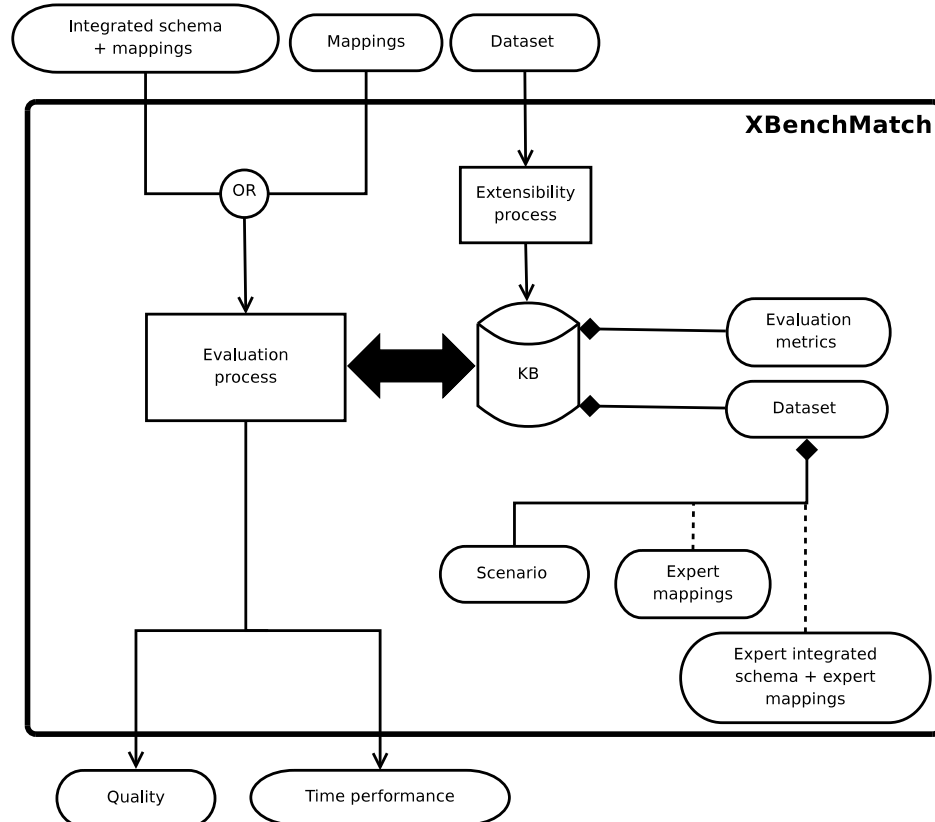 Integrated schema
+ mappings
Mappings
Dataset
XBenchMatch
OR
Extensibility
process
Evaluation
process
KB
Evaluation
metrics
Dataset
Scenario
Expert
mappings
Expert integrated
schema + expert
mappings
Quality
Time performance